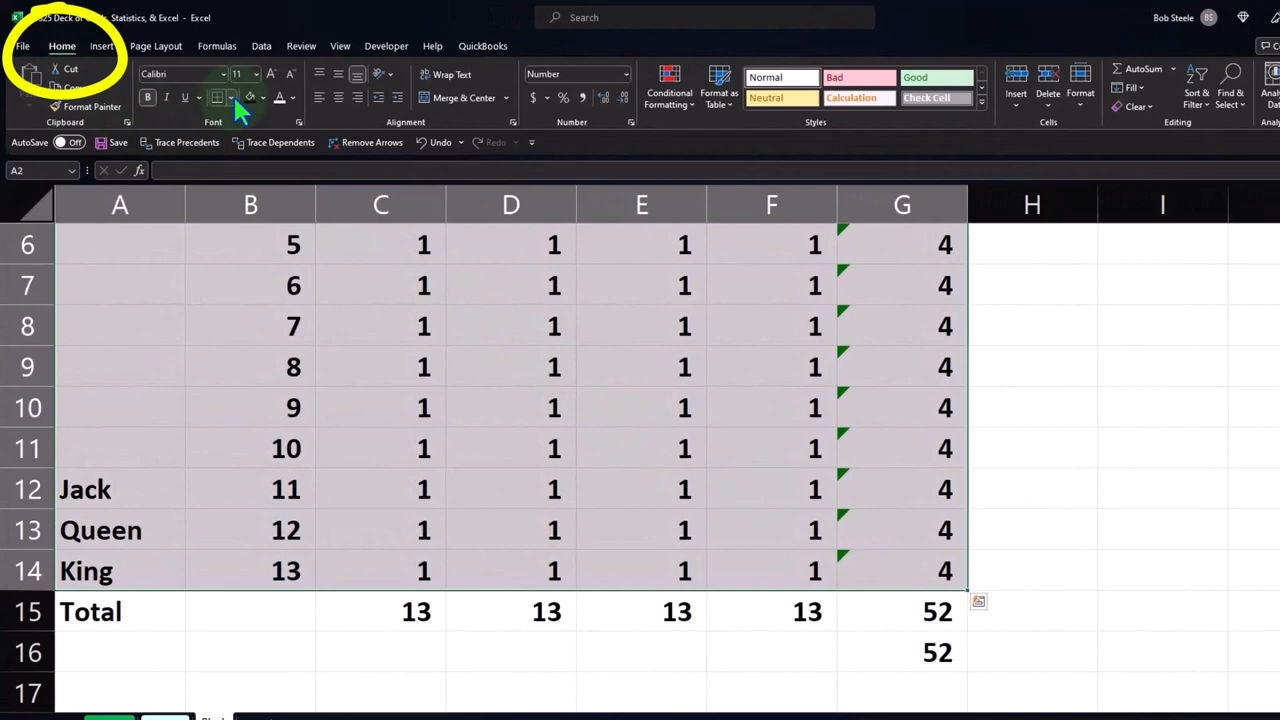 Deck of Statistics, & Excel - Excel
Search
Bob Steele BS
File Home Insert Page Layout Formulas Data Review View Developer Help QuickBooks
Cut
Calibri 11
Wrap Text
Number
Conditional Formatting
Format as Table
Normal Bad Good
Neutral Calculation Check Cell
Insert Delete Format
AutoSum
Fill
Clear
Sort & Filter
Find & Select
Format Painter
B I
Merge & Center
$ % 9
Clipboard Font Alignment Number Styles Cells Editing
AutoSave Off Save Trace Precedents Trace Dependents Remove Arrows Undo Redo
A2 fx
A B C D E F G H I
6 5 1 1 1 1 4
7 6 1 1 1 1 4
8 7 1 1 1 1 4
9 8 1 1 1 1 4
10 9 1 1 1 1 4
11 10 1 1 1 1 4
12 Jack 11 1 1 1 1 4
13 Queen 12 1 1 1 1 4
14 King 13 1 1 1 1 4
15 Total 13 13 13 13 52
16 52
17